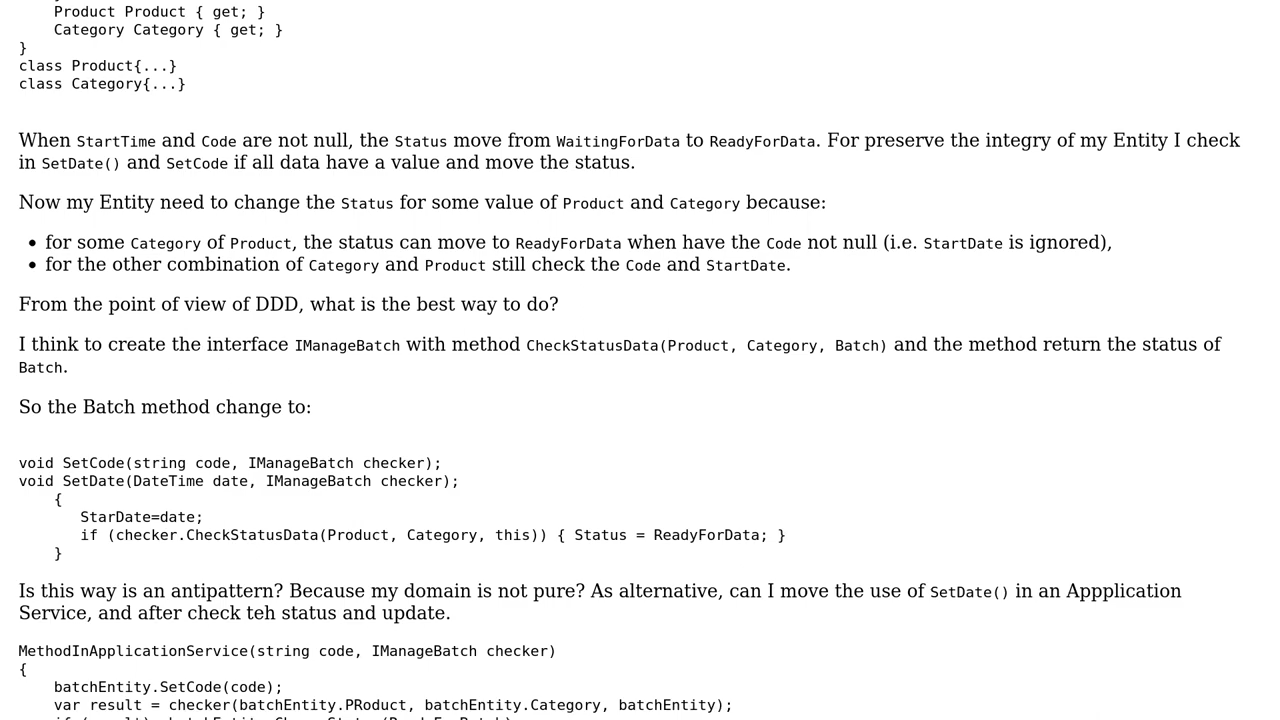 Product Product { get; }
Category Category { get; }
}
class Product{...}
class Category{...}
When StartTime and Code are not null, the Status move from WaitingForData to ReadyForData. For preserve the integry of my Entity I check
in SetDate() and SetCode if all data have a value and move the status.
Now my Entity need to change the Status for some value of Product and Category because:
• for some Category of Product, the status can move to ReadyForData when have the Code not null (i.e. StartDate is ignored),
• for the other combination of Category and Product still check the Code and StartDate.
From the point of view of DDD, what is the best way to do?
I think to create the interface IManageBatch with method CheckStatusData(Product, Category, Batch) and the method return the status of
Batch.
So the Batch method change to:
void SetCode(string code, IManageBatch checker);
void SetDate(DateTime date, IManageBatch checker);
{
StarDate=date;
if (checker.CheckStatusData(Product, Category, this)) { Status = ReadyForData; }
}
Is this way is an antipattern? Because my domain is not pure? As alternative, can I move the use of SetDate() in an Appplication
Service, and after check teh status and update.
MethodInApplicationService(string code, IManageBatch checker)
{
batchEntity.SetCode(code);
var result = checker(batchEntity.PRoduct, batchEntity.Category, batchEntity);